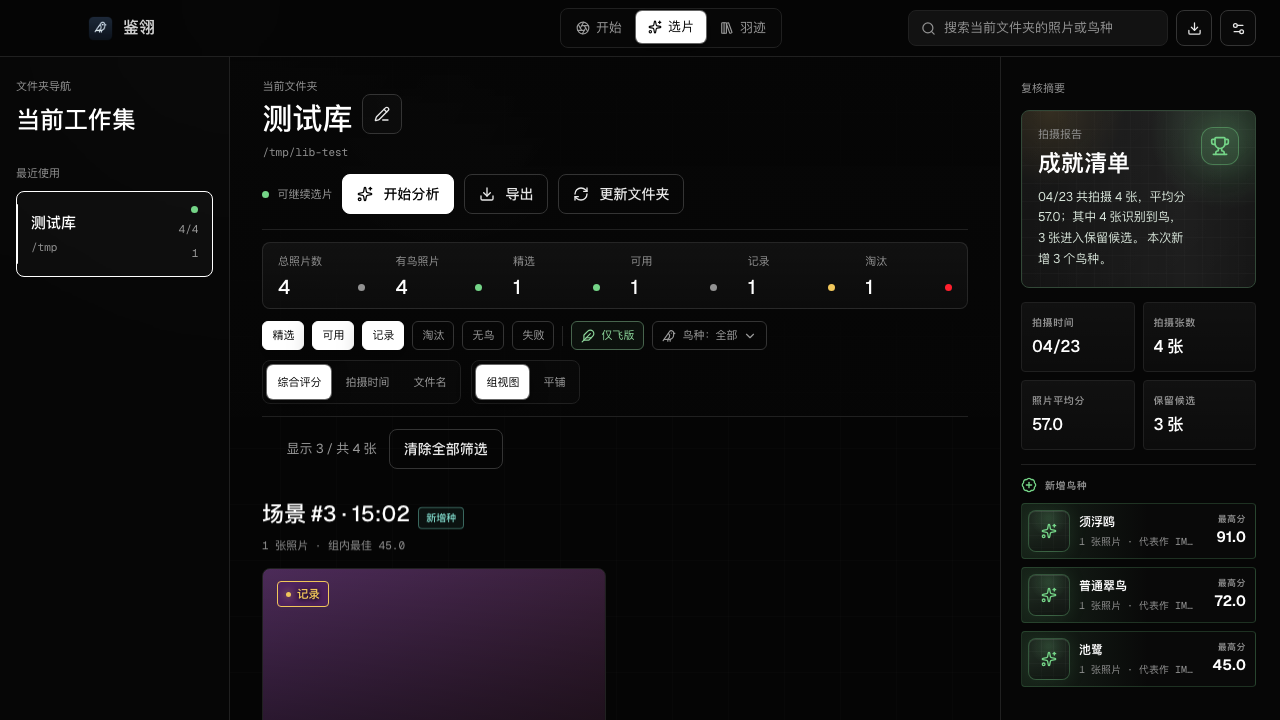 鉴翎
开始
选片
羽迹
搜索当前文件夹的照片或鸟种
文件夹导航
当前工作集
最近使用
测试库
4/4
/tmp
1
当前文件夹
测试库
/tmp/lib-test
可继续选片
开始分析
导出
更新文件夹
总照片数
有鸟照片
精选
可用
记录
淘汰
4
4
1
1
1
1
精选
可用
记录
淘汰
无鸟
失败
仅飞版
鸟种：全部
综合评分
拍摄时间
文件名
组视图
平铺
显示 3 / 共 4 张
清除全部筛选
场景 #3 · 15:02
新增种
1 张照片 · 组内最佳 45.0
记录
复核摘要
拍摄报告
成就清单
04/23 共拍摄 4 张，平均分
57.0；其中 4 张识别到鸟，
3 张进入保留候选。 本次新
增 3 个鸟种。
拍摄时间
04/23
拍摄张数
4 张
照片平均分
57.0
保留候选
3 张
新增鸟种
须浮鸥
最高分
1 张照片 · 代表作 IM…
91.0
普通翠鸟
最高分
1 张照片 · 代表作 IM…
72.0
池鹭
最高分
1 张照片 · 代表作 IM…
45.0